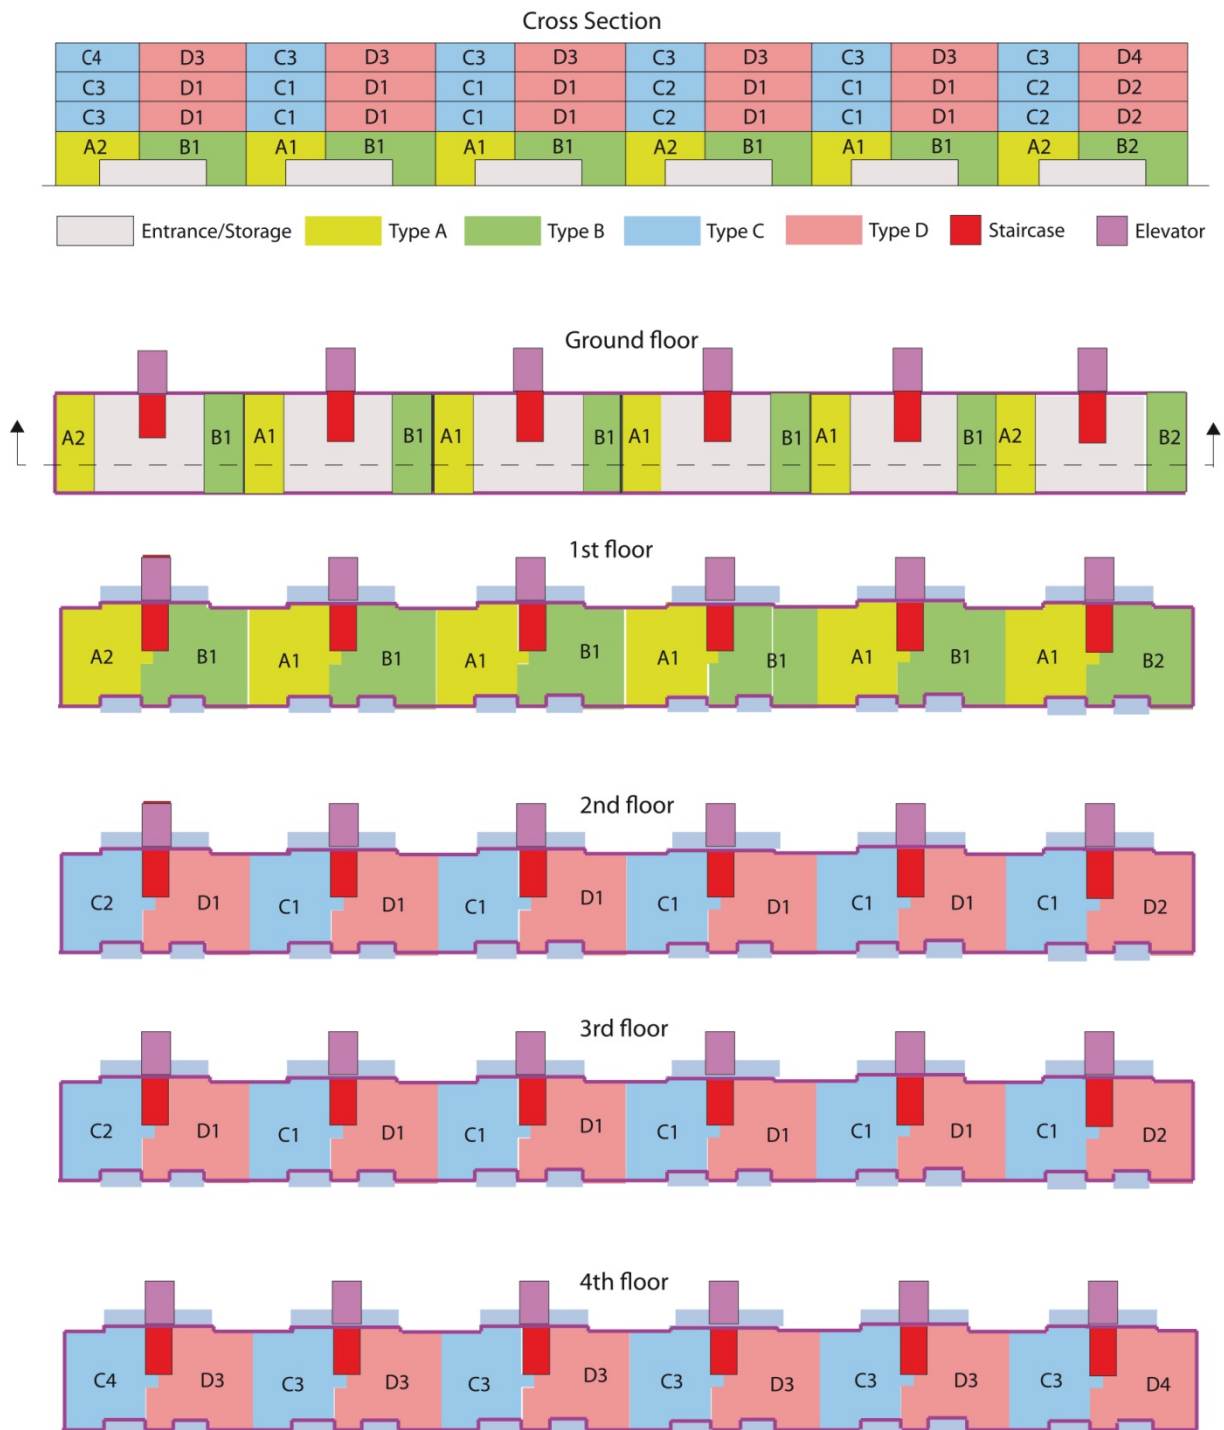 Cross Section
C4 D3 C3 D3 C3 D3 C3 D3 C3 D3 C3 D4
C3 D1 C1 D1 C1 D1 C2 D1 C1 D1 C2 D2
C3 D1 C1 D1 C1 D1 C2 D1 C1 D1 C2 D2
A2 B1 A1 B1 A1 B1 A2 B1 A1 B1 A2 B2
Entrance/Storage Type A Type B Type C Type D Staircase Elevator
Ground floor
A2 B1 A1 B1 A1 B1 A1 B1 A1 B1 A2 B2
1st floor
A2 B1 A1 B1 A1 B1 A1 B1 A1 B1 A1 B2
2nd floor
C2 D1 C1 D1 C1 D1 C1 D1 C1 D1 C1 D2
3rd floor
C2 D1 C1 D1 C1 D1 C1 D1 C1 D1 C1 D2
4th floor
C4 D3 C3 D3 C3 D3 C3 D3 C3 D3 C3 D4